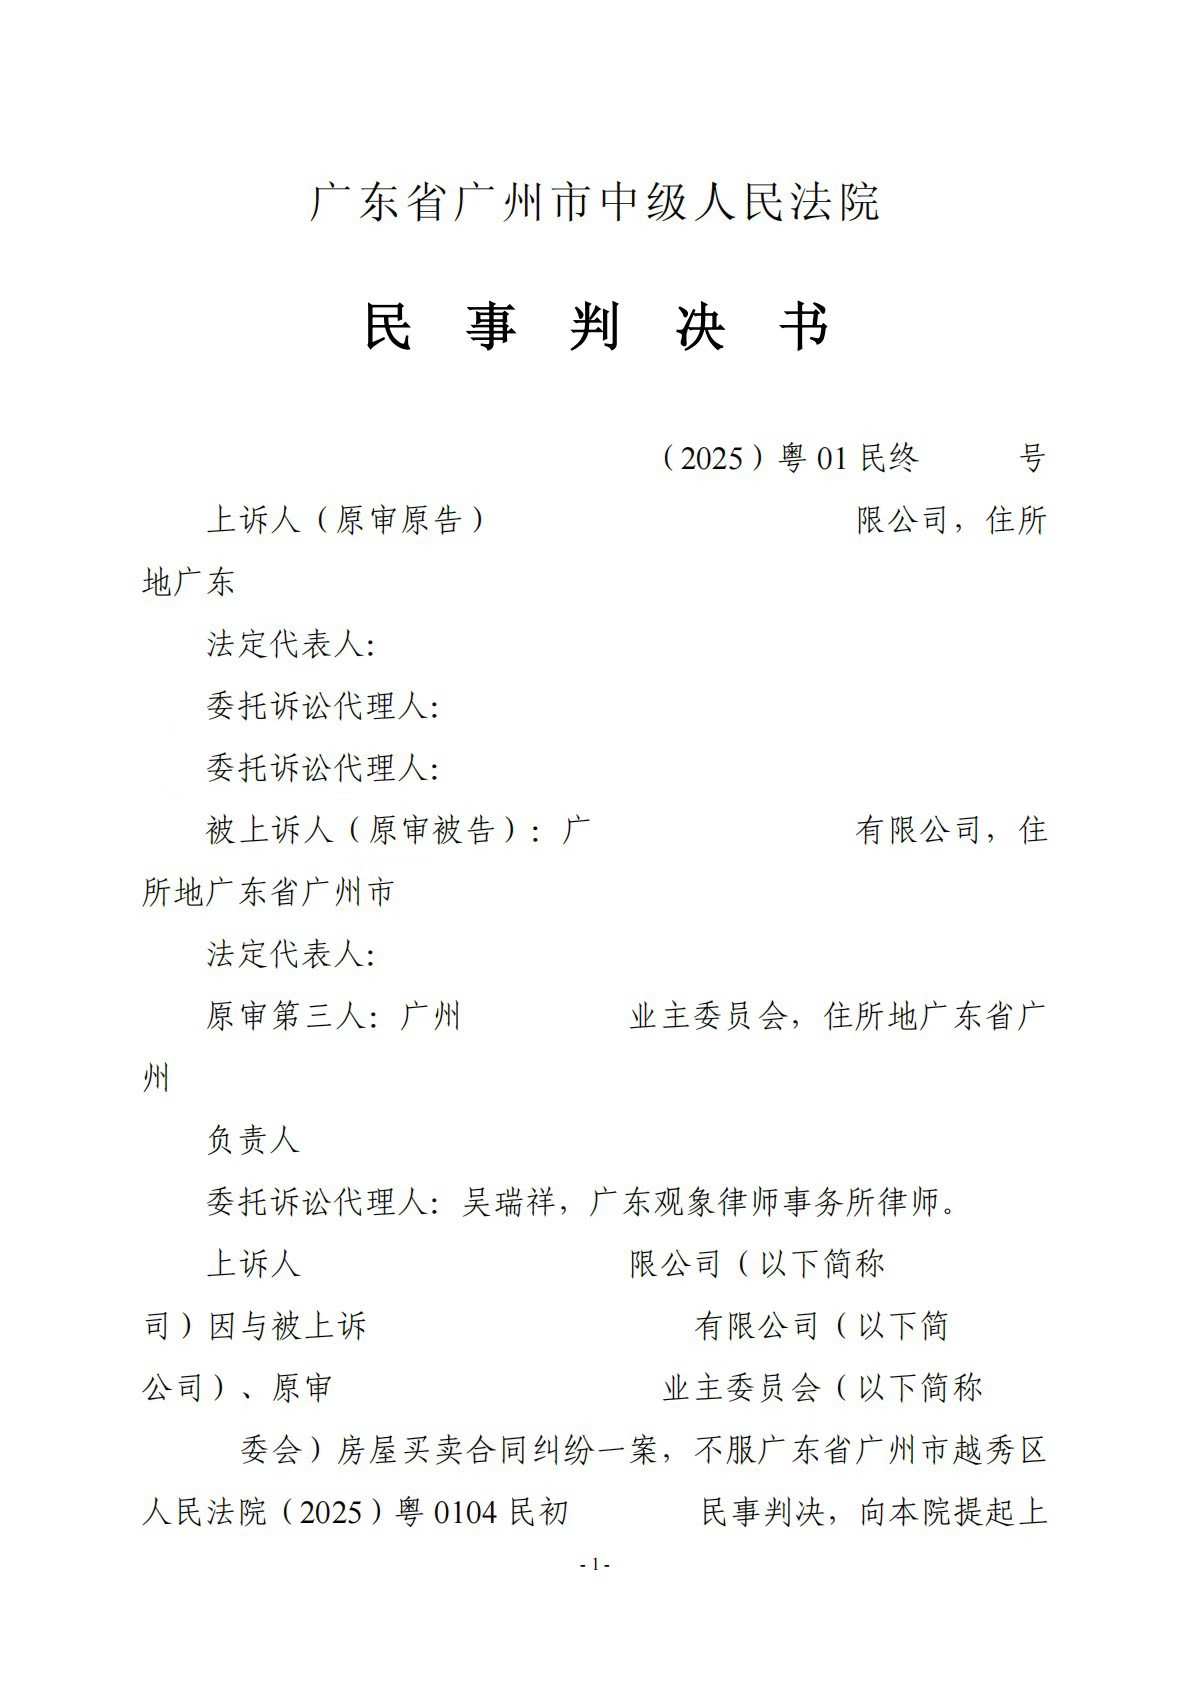 广东省广州市中级人民法院
民事判决书
（2025）粤01民终 号
上诉人（原审原告） 限公司，住所
地广东
法定代表人：
委托诉讼代理人：
委托诉讼代理人：
被上诉人（原审被告）：广 有限公司，住
所地广东省广州市
法定代表人：
原审第三人：广州 业主委员会，住所地广东省广
州
负责人
委托诉讼代理人：吴瑞祥，广东观象律师事务所律师。
上诉人 限公司（以下简称
司）因与被上诉 有限公司（以下简
公司）、原审 业主委员会（以下简称
委会）房屋买卖合同纠纷一案，不服广东省广州市越秀区
人民法院（2025）粤0104民初 民事判决，向本院提起上
- 1 -